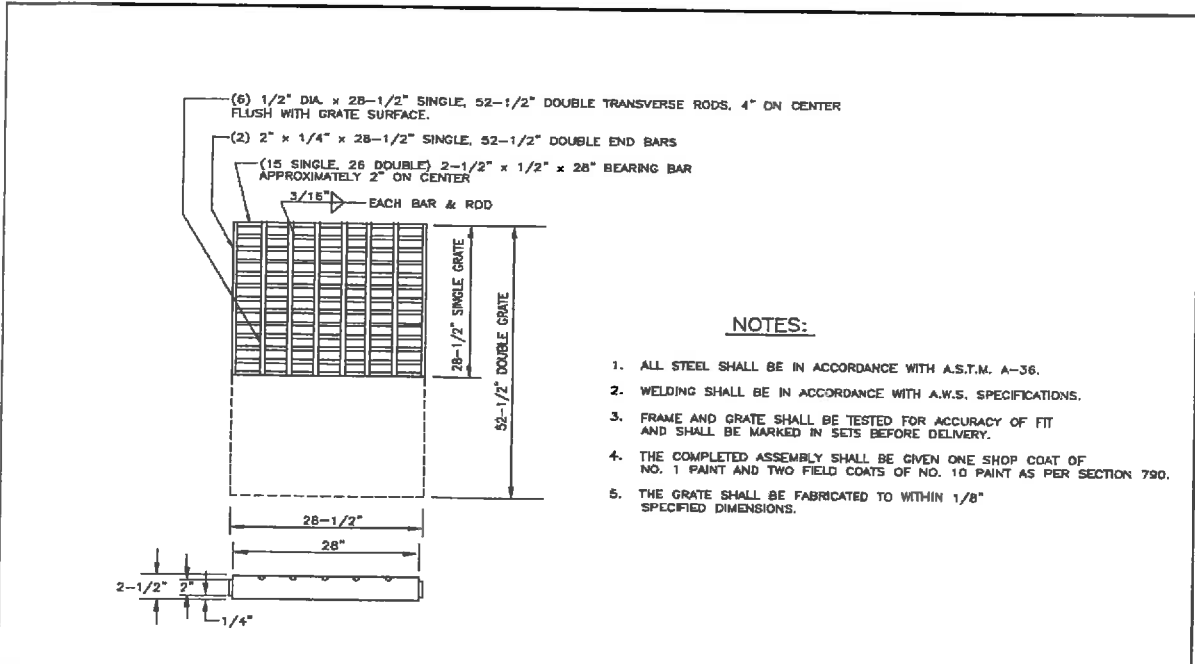 (6) 1/2" DIA. x 28-1/2" SINGLE, 52-1/2" DOUBLE TRANSVERSE RODS, 4" ON CENTER
FLUSH WITH GRATE SURFACE.
(2) 2" x 1/4" x 28-1/2" SINGLE, 52-1/2" DOUBLE END BARS
(15 SINGLE, 26 DOUBLE) 2-1/2" x 1/2" x 28" BEARING BAR
APPROXIMATELY 2" ON CENTER
3/16" EACH BAR & ROD
28-1/2" SINGLE GRATE
52-1/2" DOUBLE GRATE
28-1/2"
28"
2-1/2" 2"
1/4"
NOTES:
1. ALL STEEL SHALL BE IN ACCORDANCE WITH A.S.T.M. A-36.
2. WELDING SHALL BE IN ACCORDANCE WITH A.W.S. SPECIFICATIONS.
3. FRAME AND GRATE SHALL BE TESTED FOR ACCURACY OF FIT
AND SHALL BE MARKED IN SETS BEFORE DELIVERY.
4. THE COMPLETED ASSEMBLY SHALL BE GIVEN ONE SHOP COAT OF
NO. 1 PAINT AND TWO FIELD COATS OF NO. 10 PAINT AS PER SECTION 790.
5. THE GRATE SHALL BE FABRICATED TO WITHIN 1/8"
SPECIFIED DIMENSIONS.